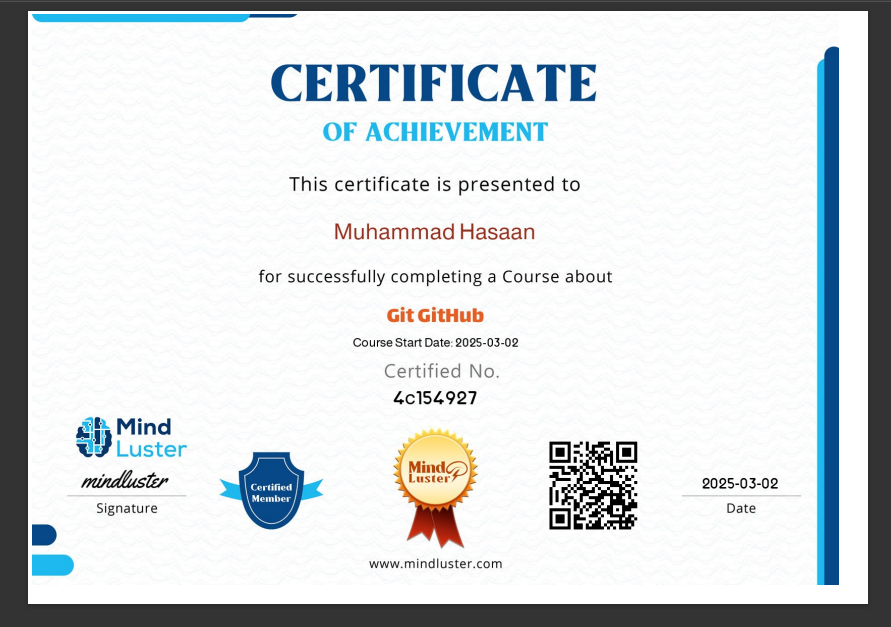 CERTIFICATE
OF ACHIEVEMENT
This certificate is presented to
Muhammad Hasaan
for successfully completing a Course about
Git GitHub
Course Start Date: 2025-03-02
Certified No.
4c154927
Mind
Luster
mindluster
Signature
Certified
Member
Mind
Luster
2025-03-02
Date
www.mindluster.com